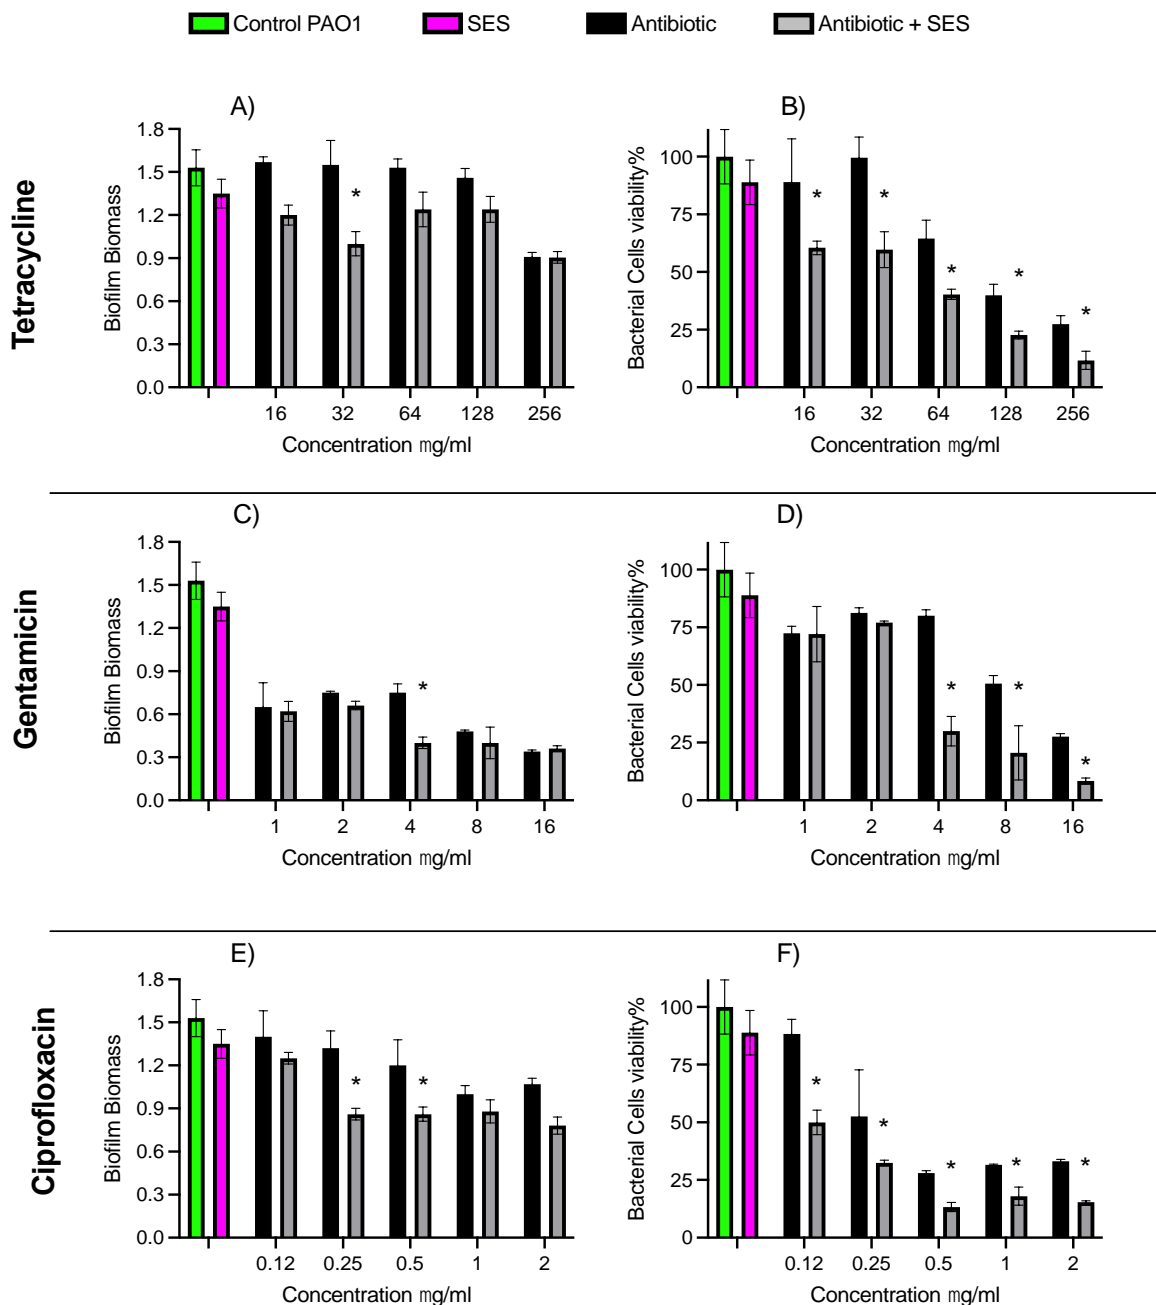 Control PAO1 SES Antibiotic Antibiotic + SES
Tetracycline
A)
Biofilm Biomass
1.8
1.5
1.2
0.9
0.6
0.3
0.0
*
16 32 64 128 256
Concentration mg/ml
B)
Bacterial Cells viability%
100
75
50
25
0
* * * * *
16 32 64 128 256
Concentration mg/ml
Gentamicin
C)
Biofilm Biomass
1.8
1.5
1.2
0.9
0.6
0.3
0.0
*
1 2 4 8 16
Concentration mg/ml
D)
Bacterial Cells viability%
100
75
50
25
0
* * *
1 2 4 8 16
Concentration mg/ml
Ciprofloxacin
E)
Biofilm Biomass
1.8
1.5
1.2
0.9
0.6
0.3
0.0
* *
0.12 0.25 0.5 1 2
Concentration mg/ml
F)
Bacterial Cells viability%
100
75
50
25
0
* * * * *
0.12 0.25 0.5 1 2
Concentration mg/ml